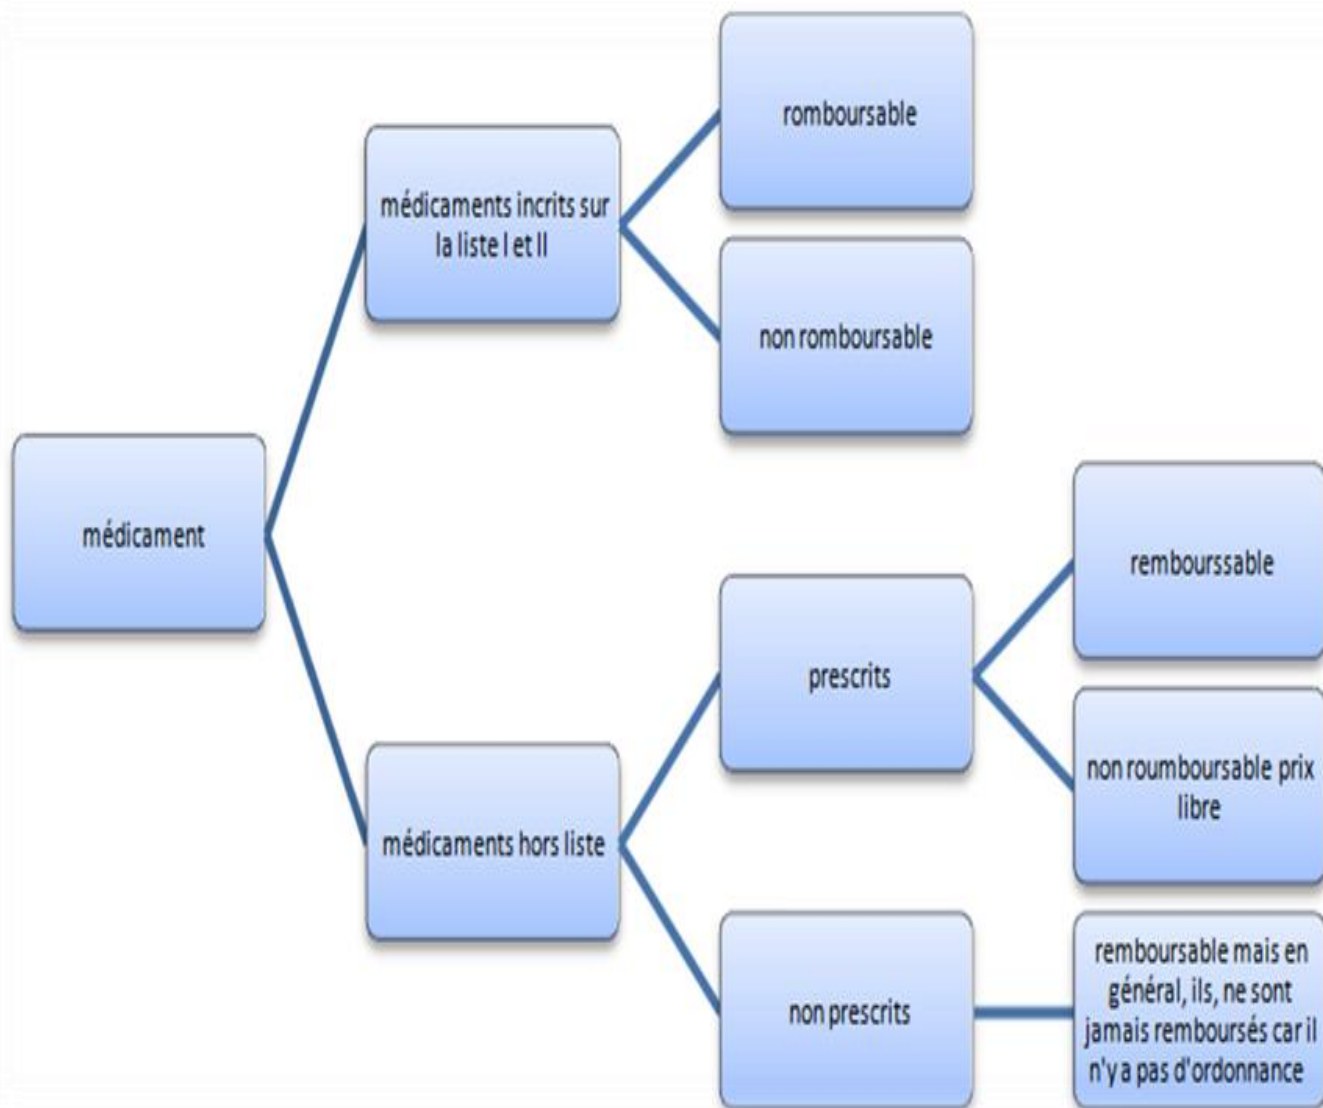 romboursable
médicaments incrits sur
la liste I et II
non romboursable
médicament
rembourssable
prescrits
non roumboursable prix
libre
médicaments hors liste
non prescrits
remboursable mais en
général, ils, ne sont
jamais remboursés car il
n'y a pas d'ordonnance